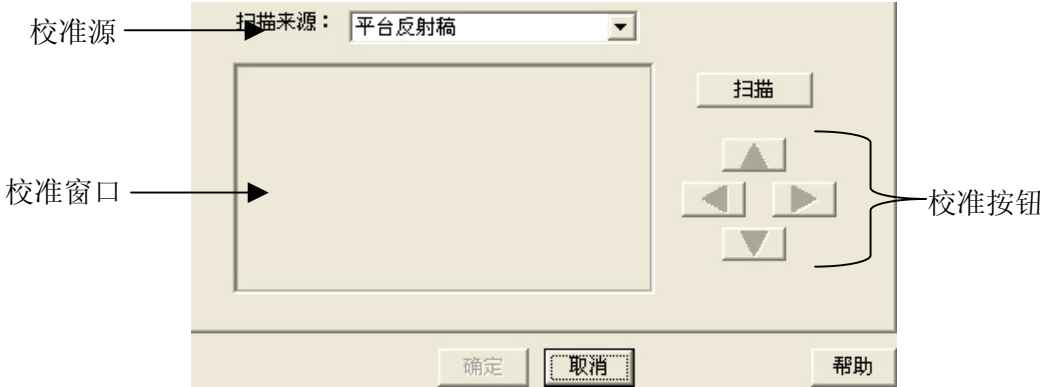 校准源
扫描来源：
平台反射稿
扫描
校准窗口
校准按钮
确定
取消
帮助